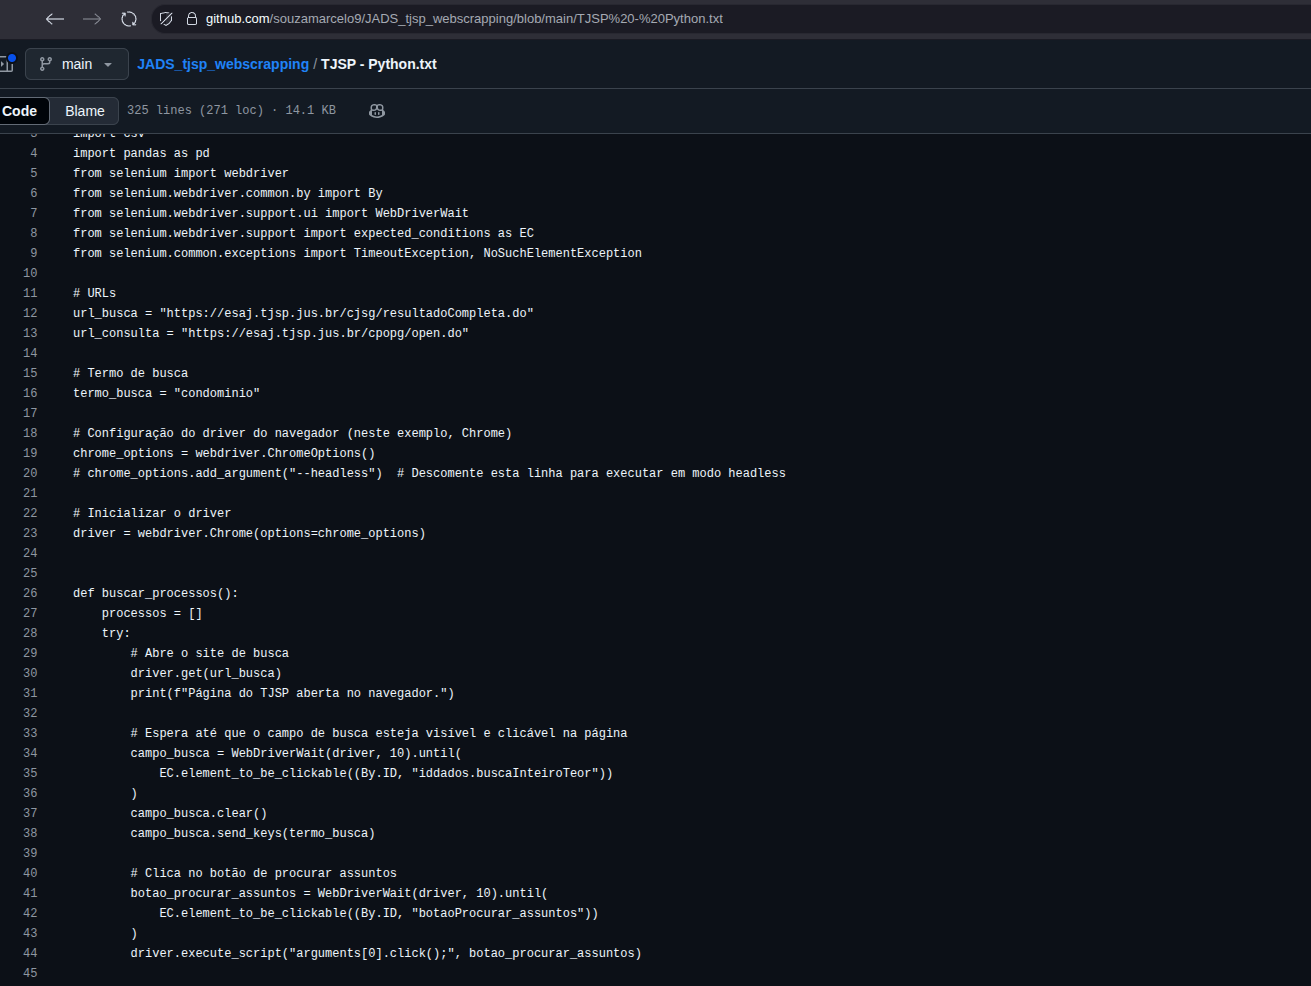 github.com/souzamarcelo9/JADS_tjsp_webscrapping/blob/main/TJSP%20-%20Python.txt
main JADS_tjsp_webscrapping / TJSP - Python.txt
Code Blame 325 lines (271 loc) · 14.1 KB
3 import csv
4 import pandas as pd
5 from selenium import webdriver
6 from selenium.webdriver.common.by import By
7 from selenium.webdriver.support.ui import WebDriverWait
8 from selenium.webdriver.support import expected_conditions as EC
9 from selenium.common.exceptions import TimeoutException, NoSuchElementException
10
11 # URLs
12 url_busca = "https://esaj.tjsp.jus.br/cjsg/resultadoCompleta.do"
13 url_consulta = "https://esaj.tjsp.jus.br/cpopg/open.do"
14
15 # Termo de busca
16 termo_busca = "condominio"
17
18 # Configuração do driver do navegador (neste exemplo, Chrome)
19 chrome_options = webdriver.ChromeOptions()
20 # chrome_options.add_argument("--headless")  # Descomente esta linha para executar em modo headless
21
22 # Inicializar o driver
23 driver = webdriver.Chrome(options=chrome_options)
24
25
26 def buscar_processos():
27     processos = []
28     try:
29         # Abre o site de busca
30         driver.get(url_busca)
31         print(f"Página do TJSP aberta no navegador.")
32
33         # Espera até que o campo de busca esteja visível e clicável na página
34         campo_busca = WebDriverWait(driver, 10).until(
35             EC.element_to_be_clickable((By.ID, "iddados.buscaInteiroTeor"))
36         )
37         campo_busca.clear()
38         campo_busca.send_keys(termo_busca)
39
40         # Clica no botão de procurar assuntos
41         botao_procurar_assuntos = WebDriverWait(driver, 10).until(
42             EC.element_to_be_clickable((By.ID, "botaoProcurar_assuntos"))
43         )
44         driver.execute_script("arguments[0].click();", botao_procurar_assuntos)
45